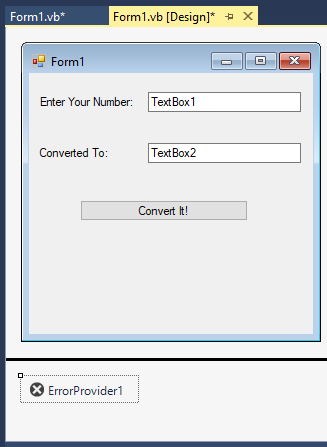 Form1.vb* Form1.vb [Design]*
Form1
Enter Your Number: TextBox1
Converted To: TextBox2
Convert It!
ErrorProvider1